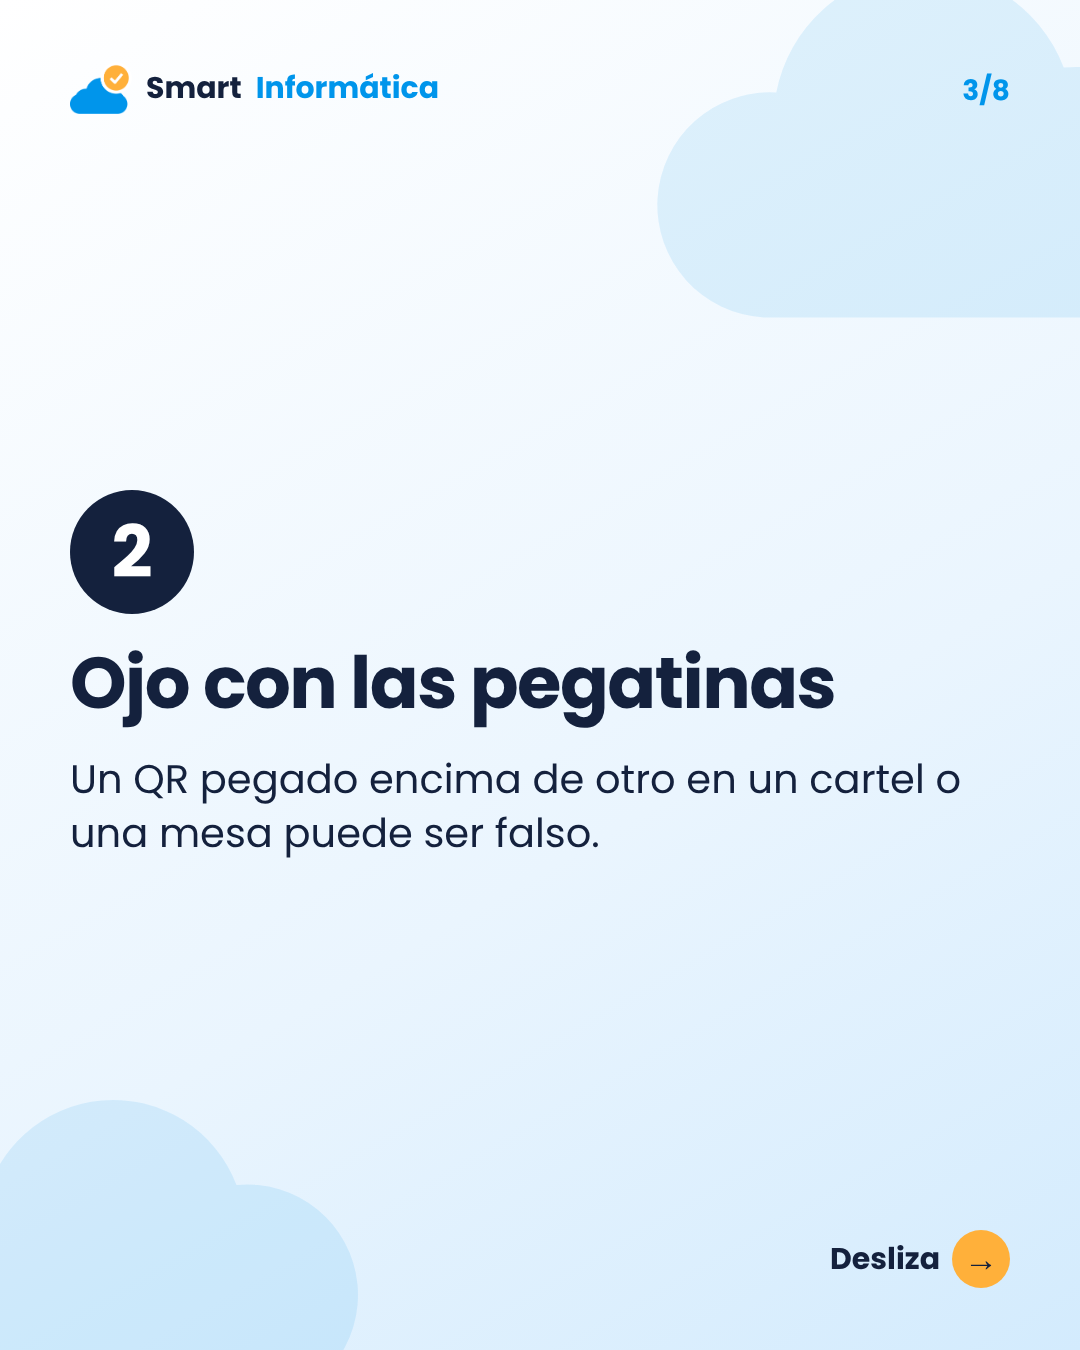 Smart Informática
3/8
2
Ojo con las pegatinas
Un QR pegado encima de otro en un cartel o
una mesa puede ser falso.
Desliza →